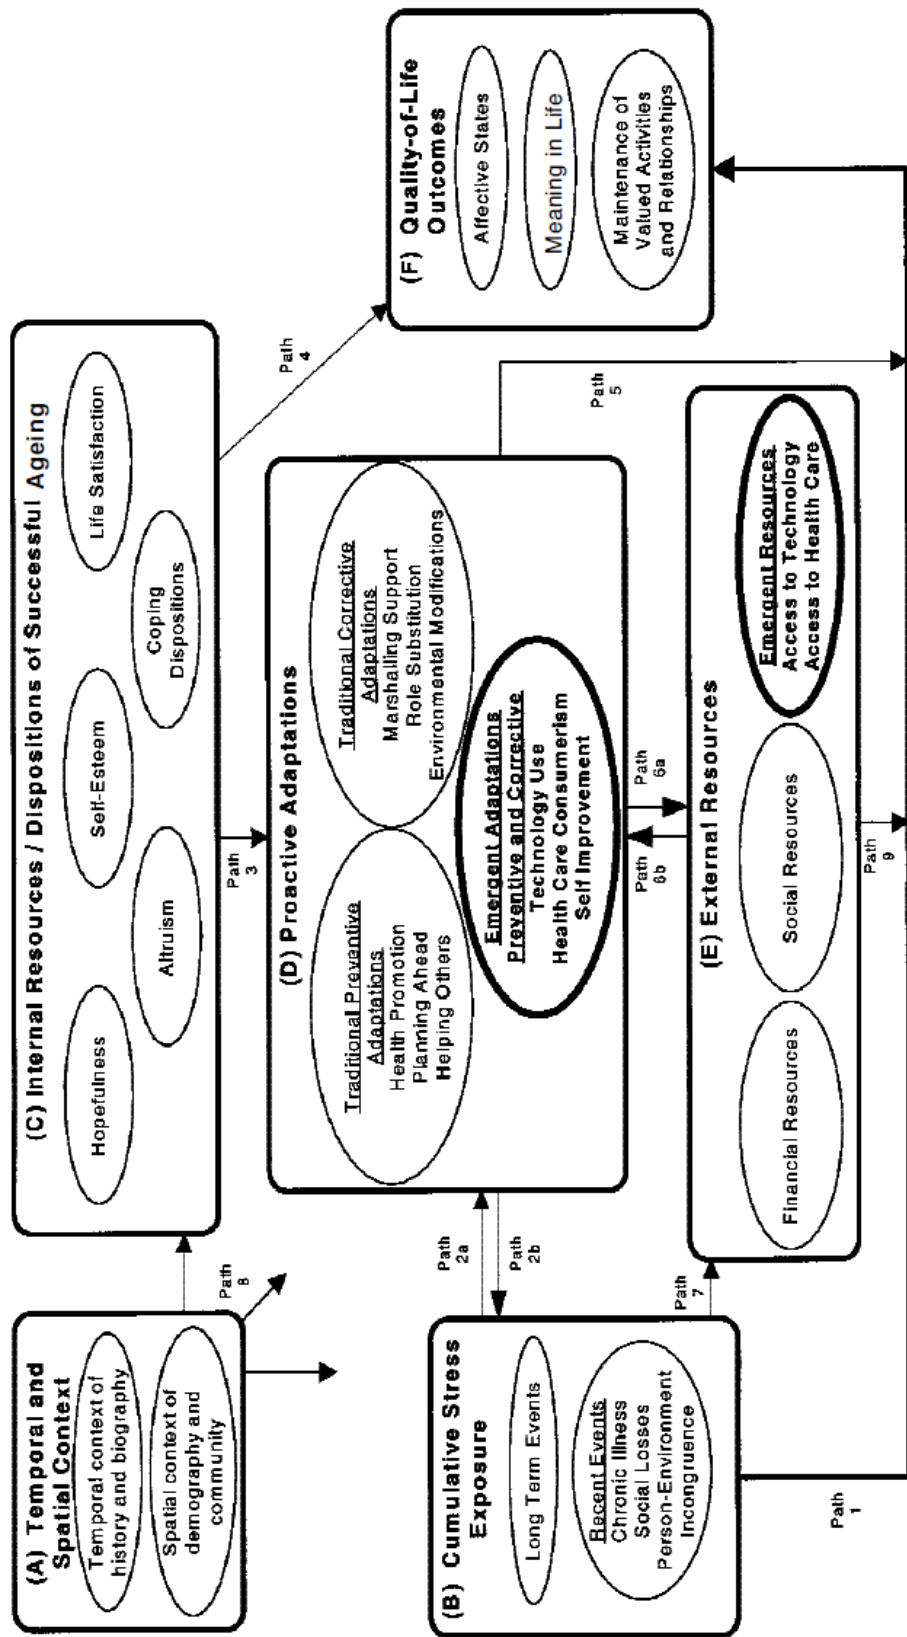 (A) Temporal and
Spatial Context
Temporal context of
history and biography
Spatial context of
demography and
community
(B) Cumulative Stress
Exposure
Long Term Events
Recent Events
Chronic Illness
Social Losses
Person-Environment
Incongruence
(C) Internal Resources / Dispositions of Successful Ageing
Hopefulness
Self-Esteem
Life Satisfaction
Altruism
Coping
Dispositions
(D) Proactive Adaptations
Traditional Preventive
Adaptations
Health Promotion
Planning Ahead
Helping Others
Traditional Corrective
Adaptations
Marshalling Support
Role Substitution
Environmental Modifications
Emergent Adaptations
Preventive and Corrective
Technology Use
Health Care Consumerism
Self Improvement
(E) External Resources
Financial Resources
Social Resources
Emergent Resources
Access to Technology
Access to Health Care
(F) Quality-of-Life
Outcomes
Affective States
Meaning in Life
Maintenance of
Valued Activities
and Relationships
Path
8
Path
3
Path
4
Path
2a
Path
2b
Path
5
Path
6b
Path
6a
Path
7
Path
9
Path
1